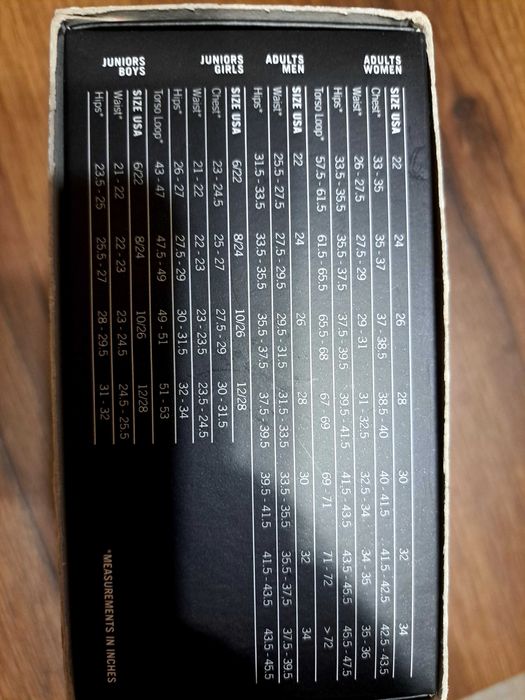 ADULTS
WOMEN
SIZE USA 22 24 26 28 30 32 34
Chest* 33 - 35 35 - 37 37 - 38.5 38.5 - 40 40 - 41.5 41.5 - 42.5 42.5 - 43.5
Waist* 26 - 27.5 27.5 - 29 29 - 31 31 - 32.5 32.5 - 34 34 - 35 35 - 36
Hips* 33.5 - 35.5 35.5 - 37.5 37.5 - 39.5 39.5 - 41.5 41.5 - 43.5 43.5 - 45.5 45.5 - 47.5
Torso Loop* 57.5 - 61.5 61.5 - 65.5 65.5 - 68 67 - 69 69 - 71 71 - 72 > 72
ADULTS
MEN
SIZE USA 22 24 26 28 30 32 34
Waist* 25.5 - 27.5 27.5 - 29.5 29.5 - 31.5 31.5 - 33.5 33.5 - 35.5 35.5 - 37.5 37.5 - 39.5
Hips* 31.5 - 33.5 33.5 - 35.5 35.5 - 37.5 37.5 - 39.5 39.5 - 41.5 41.5 - 43.5 43.5 - 45.5
JUNIORS
GIRLS
SIZE USA 6/22 8/24 10/26 12/28
Chest* 23 - 24.5 25 - 27 27.5 - 29 30 - 31.5
Waist* 21 - 22 22 - 23 23 - 23.5 23.5 - 24.5
Hips* 26 - 27 27.5 - 29 30 - 31.5 32 - 34
Torso Loop* 43 - 47 47.5 - 49 49 - 51 51 - 53
JUNIORS
BOYS
SIZE USA 6/22 8/24 10/26 12/28
Waist* 21 - 22 22 - 23 23 - 24.5 24.5 - 25.5
Hips* 23.5 - 25 25.5 - 27 28 - 29.5 31 - 32
*MEASUREMENTS IN INCHES